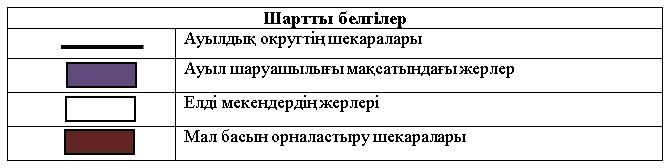 Шартты белгілер
Ауылдық округтің шекаралары
Ауыл шаруашылығы мақсатындағы жерлер
Елді мекендердің жерлері
Мал басын орналастыру шекаралары